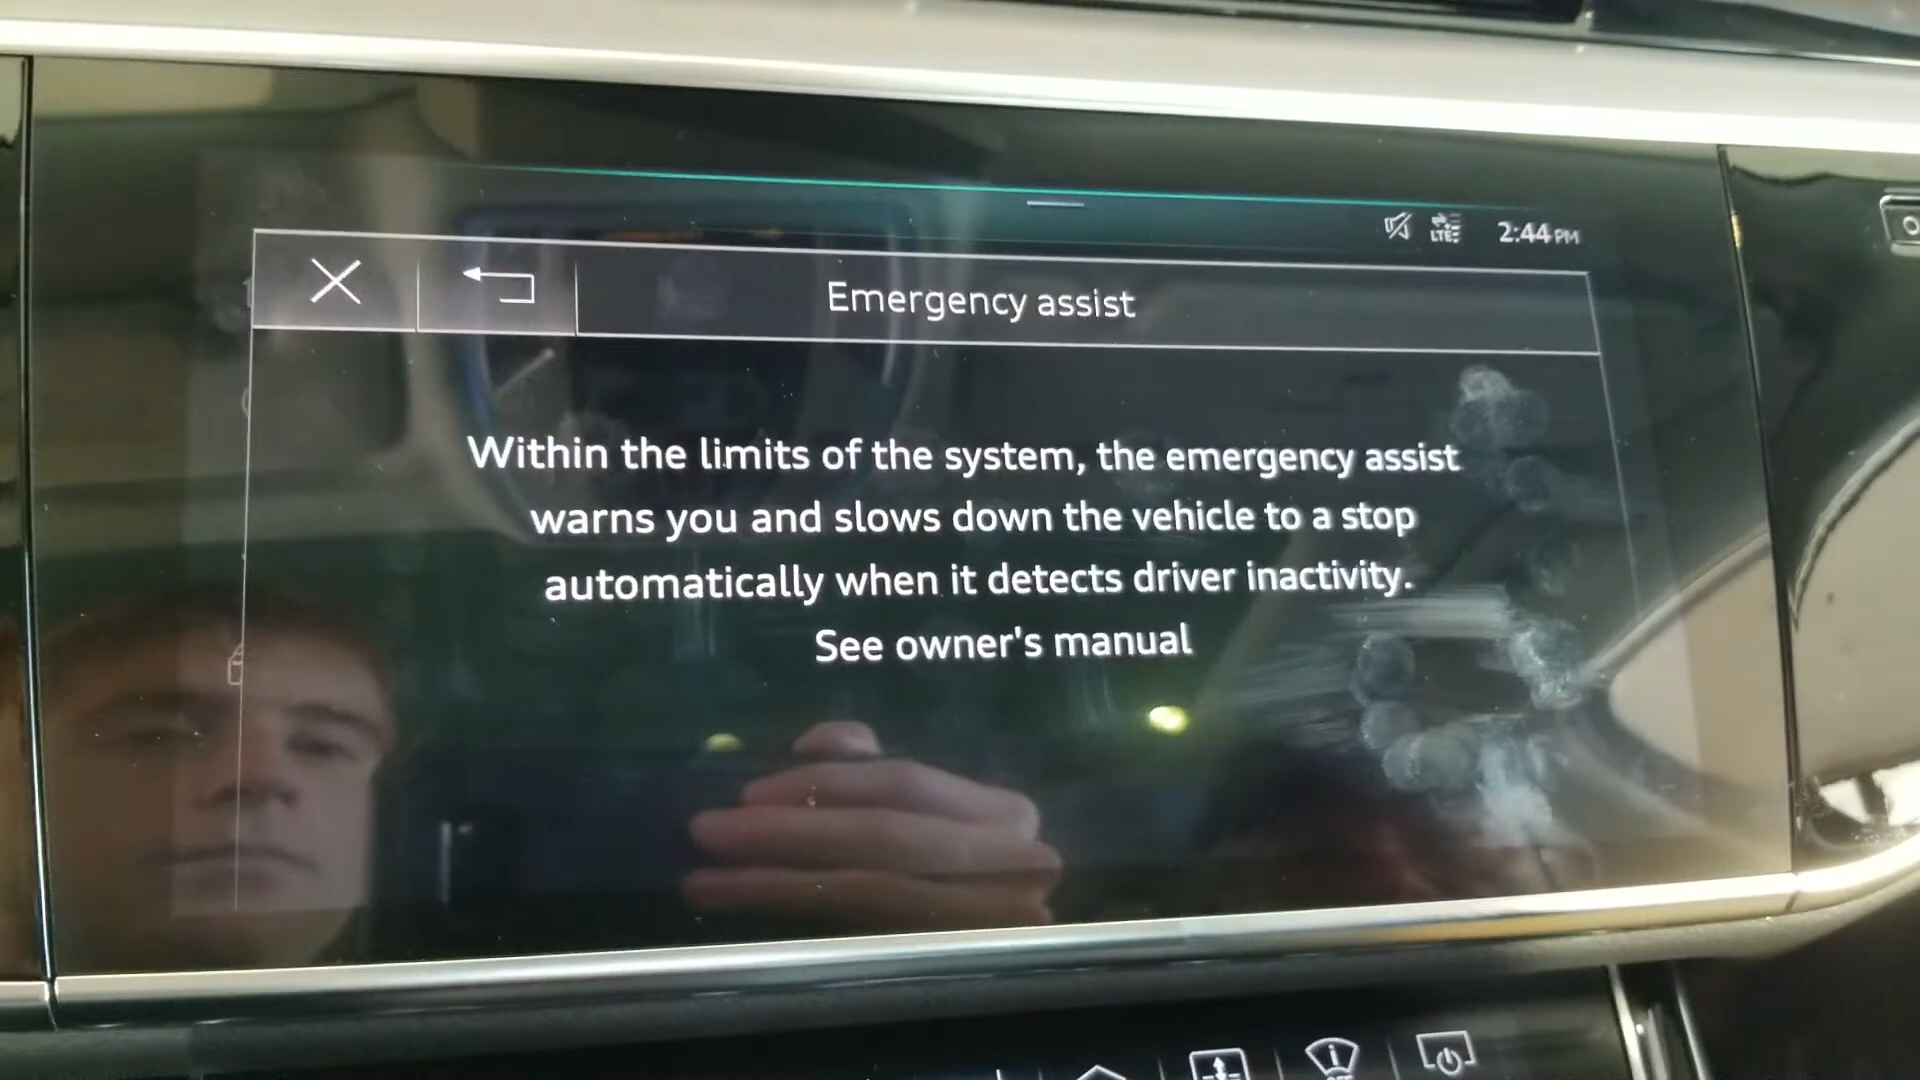 LTE 2:44 PM
Emergency assist
Within the limits of the system, the emergency assist
warns you and slows down the vehicle to a stop
automatically when it detects driver inactivity.
See owner's manual